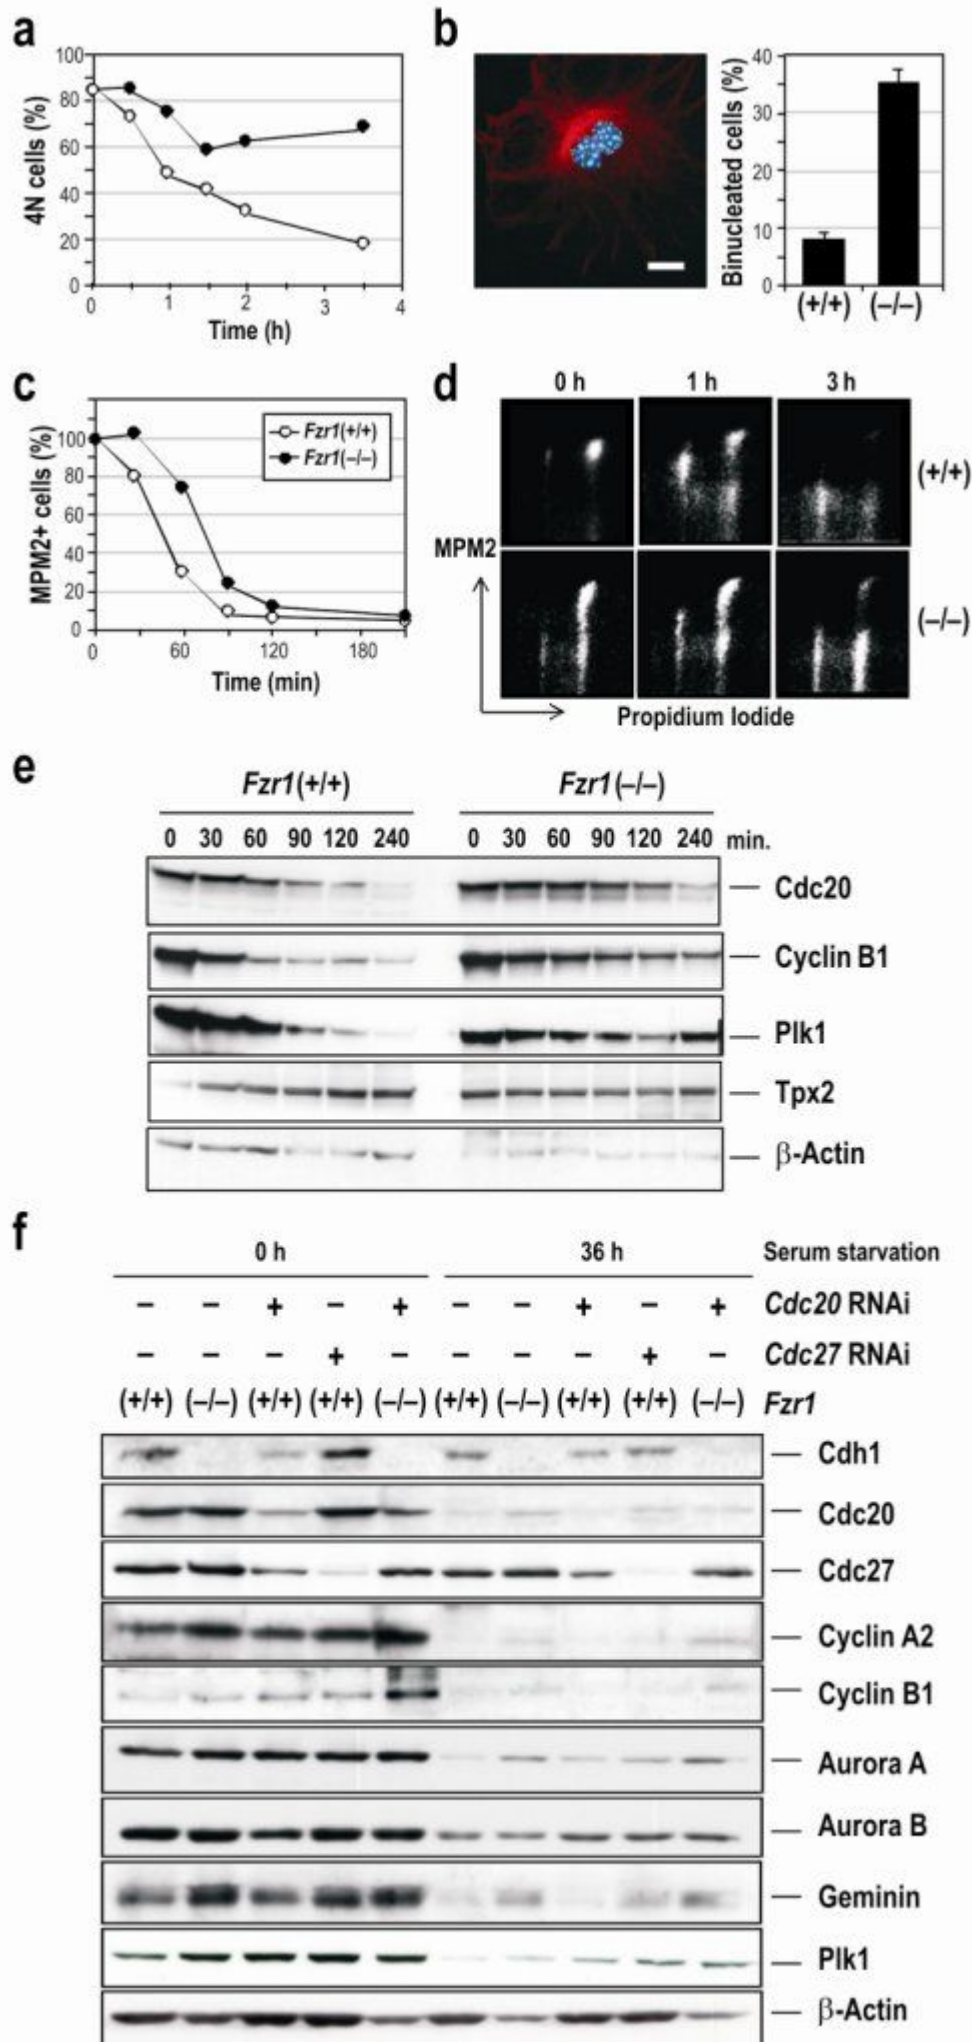 a
100
80
60
40
20
0
4N cells (%)
0 1 2 3 4
Time (h)
b
40
30
20
10
0
Binucleated cells (%)
(+/+) (–/–)
c
100
80
60
40
20
0
MPM2+ cells (%)
Fzr1(+/+)
Fzr1(–/–)
0 60 120 180
Time (min)
d
0 h 1 h 3 h
(+/+)
MPM2
(–/–)
Propidium Iodide
e
Fzr1(+/+) Fzr1(–/–)
0 30 60 90 120 240 0 30 60 90 120 240 min.
Cdc20
Cyclin B1
Plk1
Tpx2
β-Actin
f
0 h 36 h Serum starvation
– – + – + – – + – + Cdc20 RNAi
– – – + – – – – + – Cdc27 RNAi
(+/+) (–/–) (+/+) (+/+) (–/–) (+/+) (–/–) (+/+) (+/+) (–/–) Fzr1
Cdh1
Cdc20
Cdc27
Cyclin A2
Cyclin B1
Aurora A
Aurora B
Geminin
Plk1
β-Actin